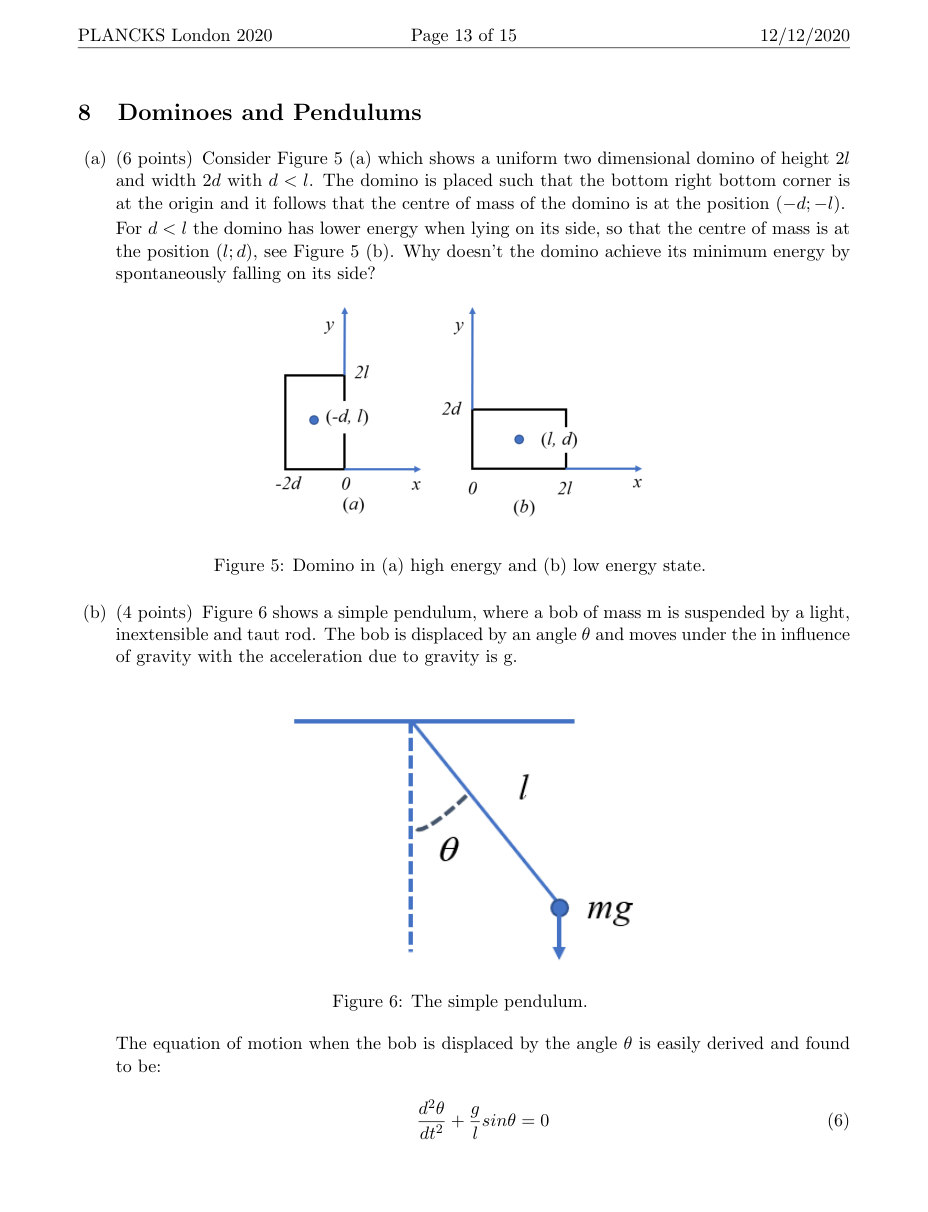 PLANCKS London 2020 Page 13 of 15 12/12/2020
8 Dominoes and Pendulums
(a) (6 points) Consider Figure 5 (a) which shows a uniform two dimensional domino of height 2l
and width 2d with d < l. The domino is placed such that the bottom right bottom corner is
at the origin and it follows that the centre of mass of the domino is at the position (−d; −l).
For d < l the domino has lower energy when lying on its side, so that the centre of mass is at
the position (l; d), see Figure 5 (b). Why doesn't the domino achieve its minimum energy by
spontaneously falling on its side?
y
2l
(-d, l)
-2d 0 x
(a)
y
2d
(l, d)
0 2l x
(b)
Figure 5: Domino in (a) high energy and (b) low energy state.
(b) (4 points) Figure 6 shows a simple pendulum, where a bob of mass m is suspended by a light,
inextensible and taut rod. The bob is displaced by an angle θ and moves under the in influence
of gravity with the acceleration due to gravity is g.
l
θ
mg
Figure 6: The simple pendulum.
The equation of motion when the bob is displaced by the angle θ is easily derived and found
to be:
d²θ/dt² + g/l sinθ = 0 (6)